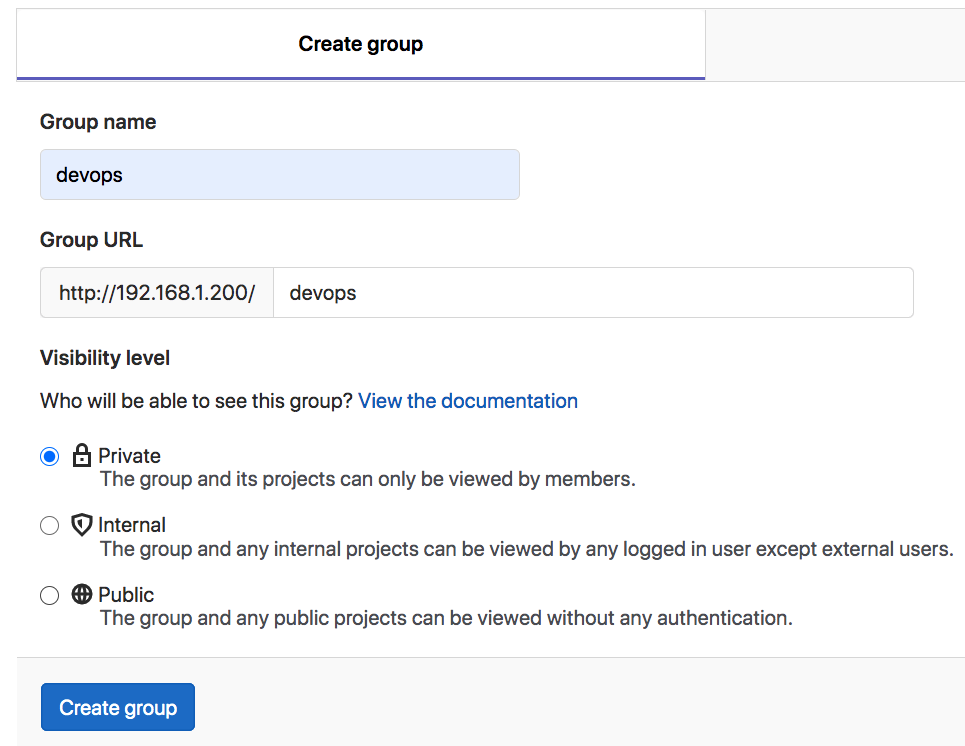 Create group
Group name
devops
Group URL
http://192.168.1.200/ devops
Visibility level
Who will be able to see this group? View the documentation
Private
The group and its projects can only be viewed by members.
Internal
The group and any internal projects can be viewed by any logged in user except external users.
Public
The group and any public projects can be viewed without any authentication.
Create group